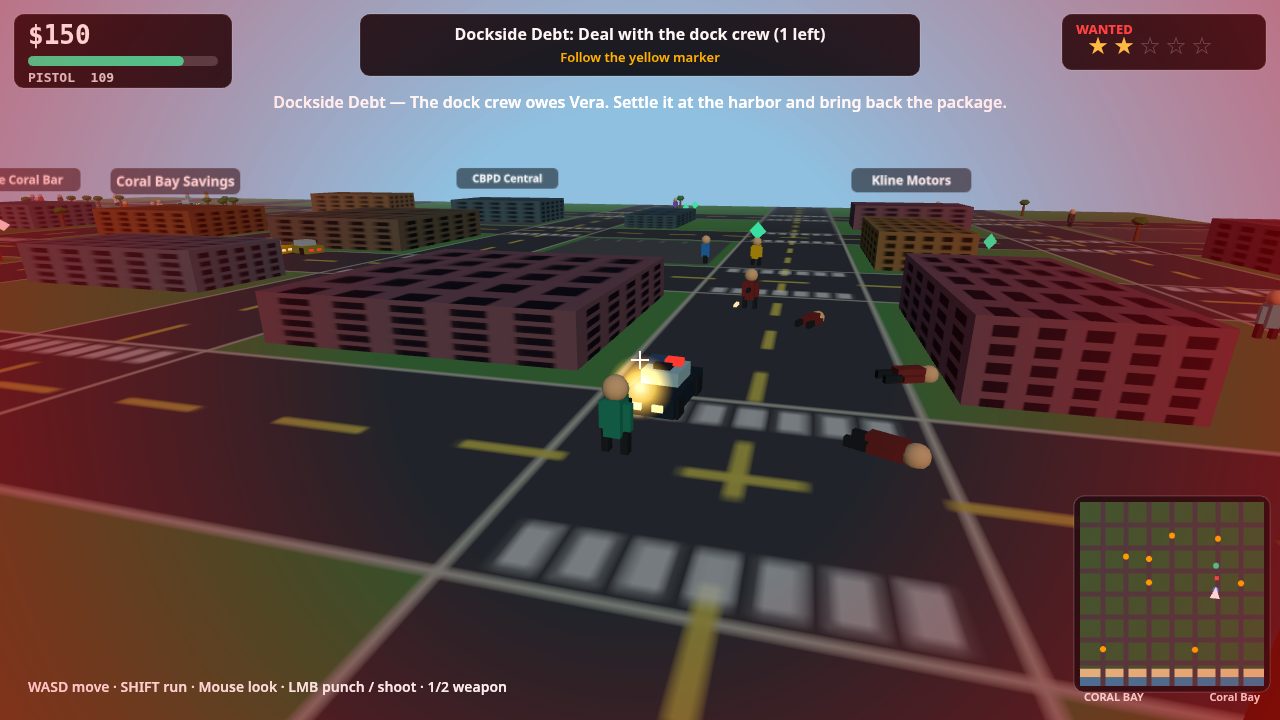 $150
PISTOL 109
Dockside Debt: Deal with the dock crew (1 left)
Follow the yellow marker
WANTED
★ ★ ☆ ☆ ☆
Dockside Debt — The dock crew owes Vera. Settle it at the harbor and bring back the package.
e Coral Bar
Coral Bay Savings
CBPD Central
Kline Motors
WASD move · SHIFT run · Mouse look · LMB punch / shoot · 1/2 weapon
CORAL BAY
Coral Bay